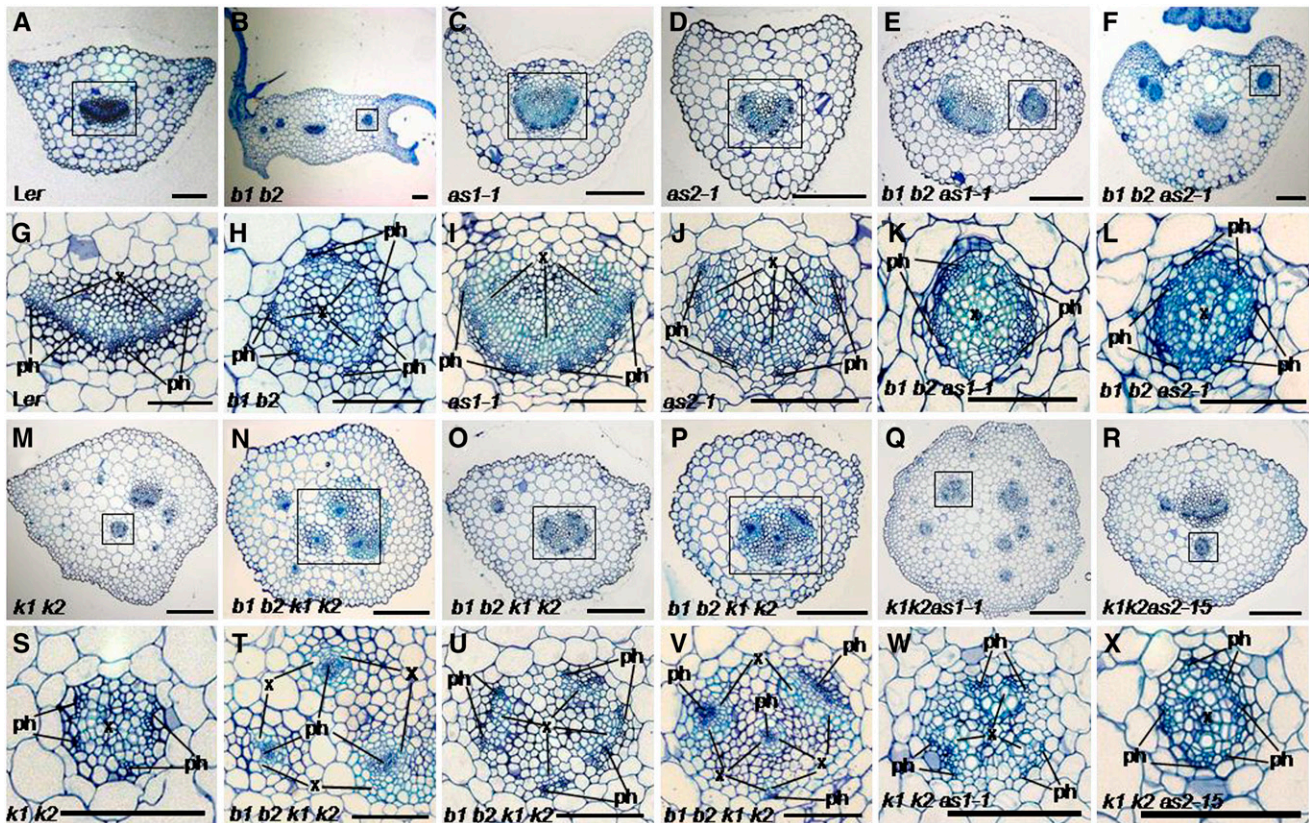 A B C D E F
Ler b1 b2 as1-1 as2-1 b1 b2 as1-1 b1 b2 as2-1
G H I J K L
x ph ph ph
Ler
ph ph x ph ph
b1 b2
x ph ph
as1-1
x ph ph
as2-1
ph ph ph x
b1 b2 as1-1
ph ph ph x
b1 b2 as2-1
M N O P Q R
k1 k2 b1 b2 k1 k2 b1 b2 k1 k2 b1 b2 k1 k2 k1k2as1-1 k1k2as2-15
S T U V W X
ph x ph ph
k1 k2
x x ph x
b1 b2 k1 k2
ph ph x ph ph
b1 b2 k1 k2
x ph ph ph x x
b1 b2 k1 k2
ph x ph ph
k1 k2 as1-1
ph x ph ph
k1 k2 as2-15